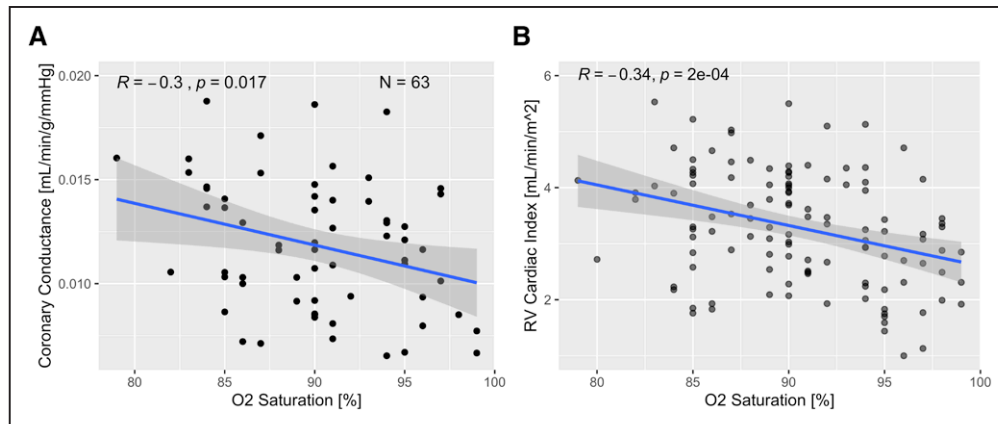 A
R = −0.3 , p = 0.017
N = 63
Coronary Conductance [mL/min/g/mmHg]
0.020
0.015
0.010
80
85
90
95
100
O2 Saturation [%]
B
R = −0.34, p = 2e-04
RV Cardiac Index [mL/min/m^2]
6
4
2
80
85
90
95
100
O2 Saturation [%]